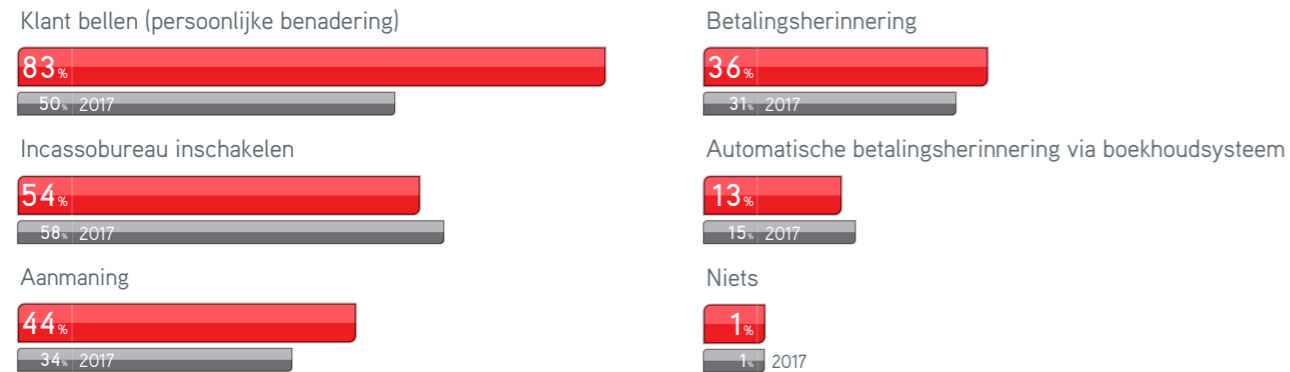 Klant bellen (persoonlijke benadering)
83%
50% 2017
Incassobureau inschakelen
54%
58% 2017
Aanmaning
44%
34% 2017
Betalingsherinnering
36%
31% 2017
Automatische betalingsherinnering via boekhoudsysteem
13%
15% 2017
Niets
1%
1% 2017